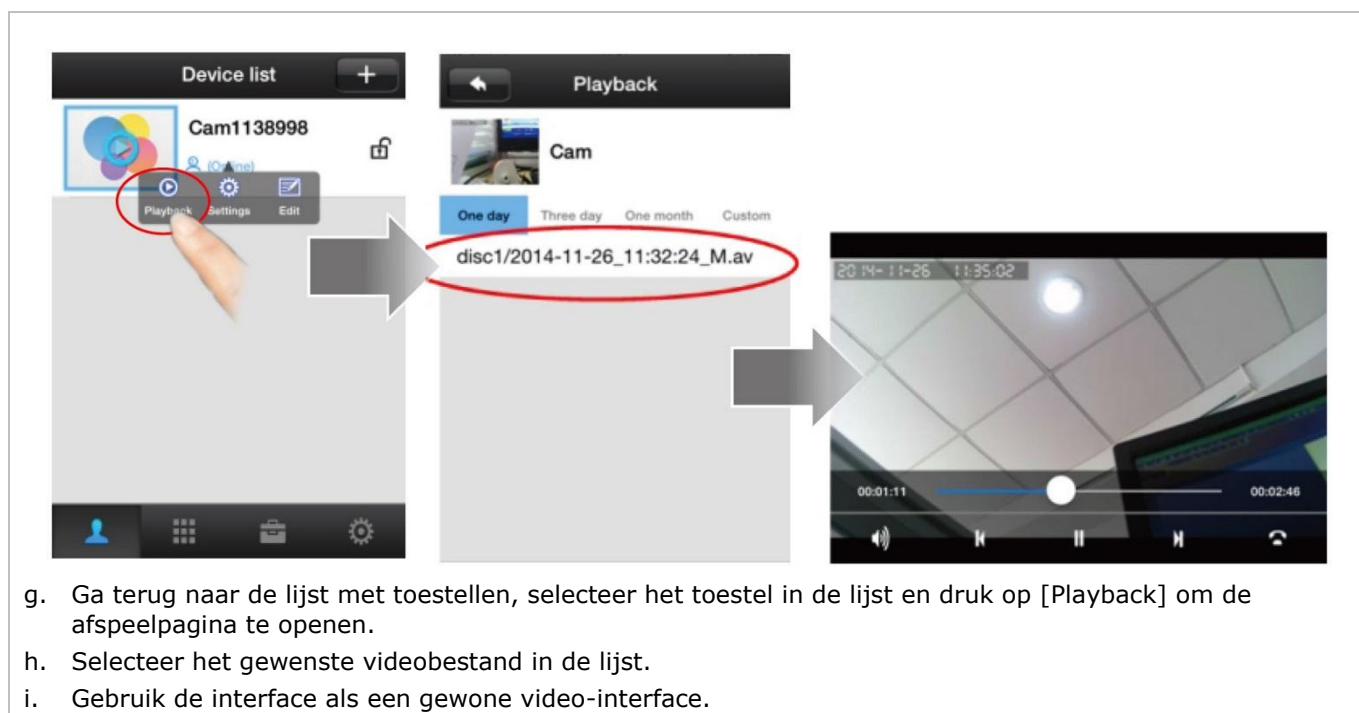 Device list
+
Cam1138998
(Online)
Playback Settings Edit
Playback
Cam
One day Three day One month Custom
disc1/2014-11-26_11:32:24_M.av
2014-11-26 11:35:02
00:01:11 00:02:46
g. Ga terug naar de lijst met toestellen, selecteer het toestel in de lijst en druk op [Playback] om de
afspeelpagina te openen.
h. Selecteer het gewenste videobestand in de lijst.
i. Gebruik de interface als een gewone video-interface.